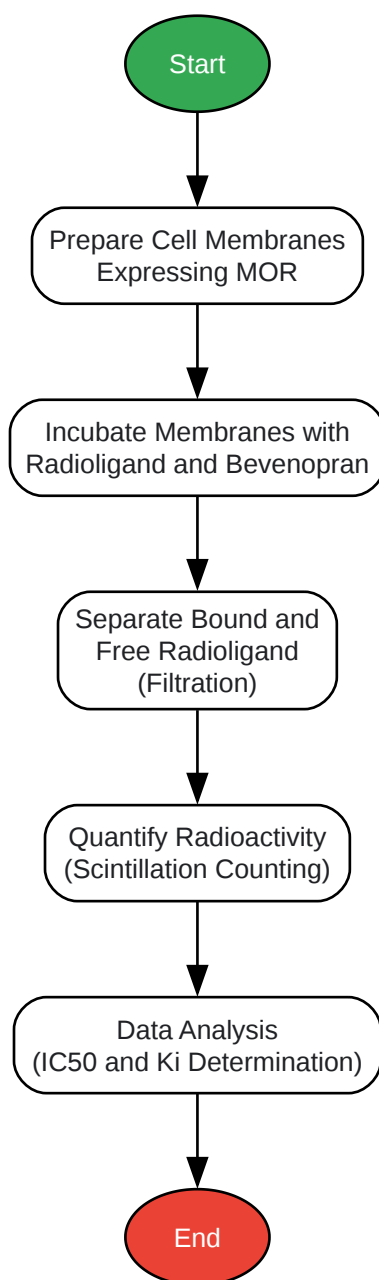 Start
Prepare Cell Membranes
Expressing MOR
Incubate Membranes with
Radioligand and Bevenopran
Separate Bound and
Free Radioligand
(Filtration)
Quantify Radioactivity
(Scintillation Counting)
Data Analysis
(IC50 and Ki Determination)
End